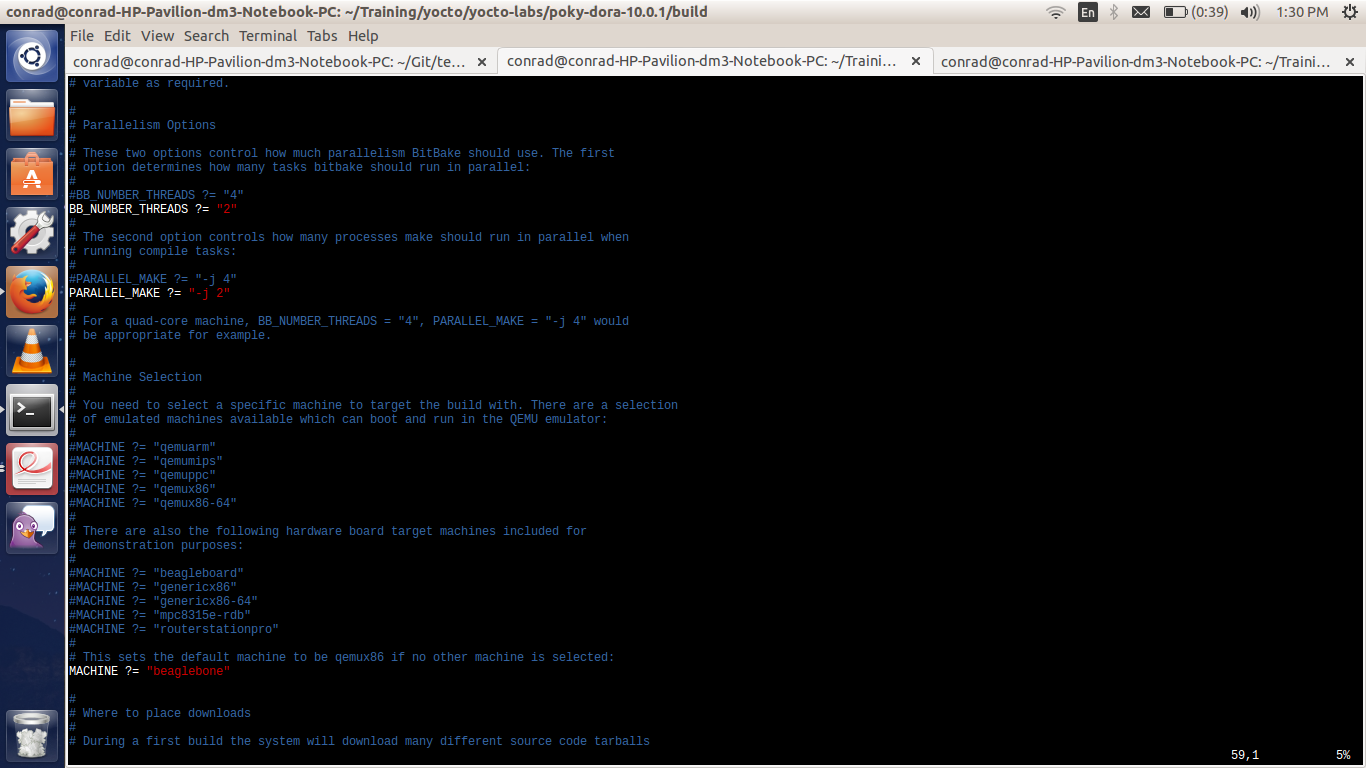 conrad@conrad-HP-Pavilion-dm3-Notebook-PC: ~/Training/yocto/yocto-labs/poky-dora-10.0.1/build
En
(0:39)
1:30 PM
File Edit View Search Terminal Tabs Help
conrad@conrad-HP-Pavilion-dm3-Notebook-PC: ~/Git/te...
conrad@conrad-HP-Pavilion-dm3-Notebook-PC: ~/Traini...
conrad@conrad-HP-Pavilion-dm3-Notebook-PC: ~/Traini...
# variable as required.
#
# Parallelism Options
#
# These two options control how much parallelism BitBake should use. The first
# option determines how many tasks bitbake should run in parallel:
#
#BB_NUMBER_THREADS ?= "4"
BB_NUMBER_THREADS ?= "2"
#
# The second option controls how many processes make should run in parallel when
# running compile tasks:
#
#PARALLEL_MAKE ?= "-j 4"
PARALLEL_MAKE ?= "-j 2"
#
# For a quad-core machine, BB_NUMBER_THREADS = "4", PARALLEL_MAKE = "-j 4" would
# be appropriate for example.
#
# Machine Selection
#
# You need to select a specific machine to target the build with. There are a selection
# of emulated machines available which can boot and run in the QEMU emulator:
#
#MACHINE ?= "qemuarm"
#MACHINE ?= "qemumips"
#MACHINE ?= "qemuppc"
#MACHINE ?= "qemux86"
#MACHINE ?= "qemux86-64"
#
# There are also the following hardware board target machines included for
# demonstration purposes:
#
#MACHINE ?= "beagleboard"
#MACHINE ?= "genericx86"
#MACHINE ?= "genericx86-64"
#MACHINE ?= "mpc8315e-rdb"
#MACHINE ?= "routerstationpro"
#
# This sets the default machine to be qemux86 if no other machine is selected:
MACHINE ?= "beaglebone"
#
# Where to place downloads
#
# During a first build the system will download many different source code tarballs
59,1
5%